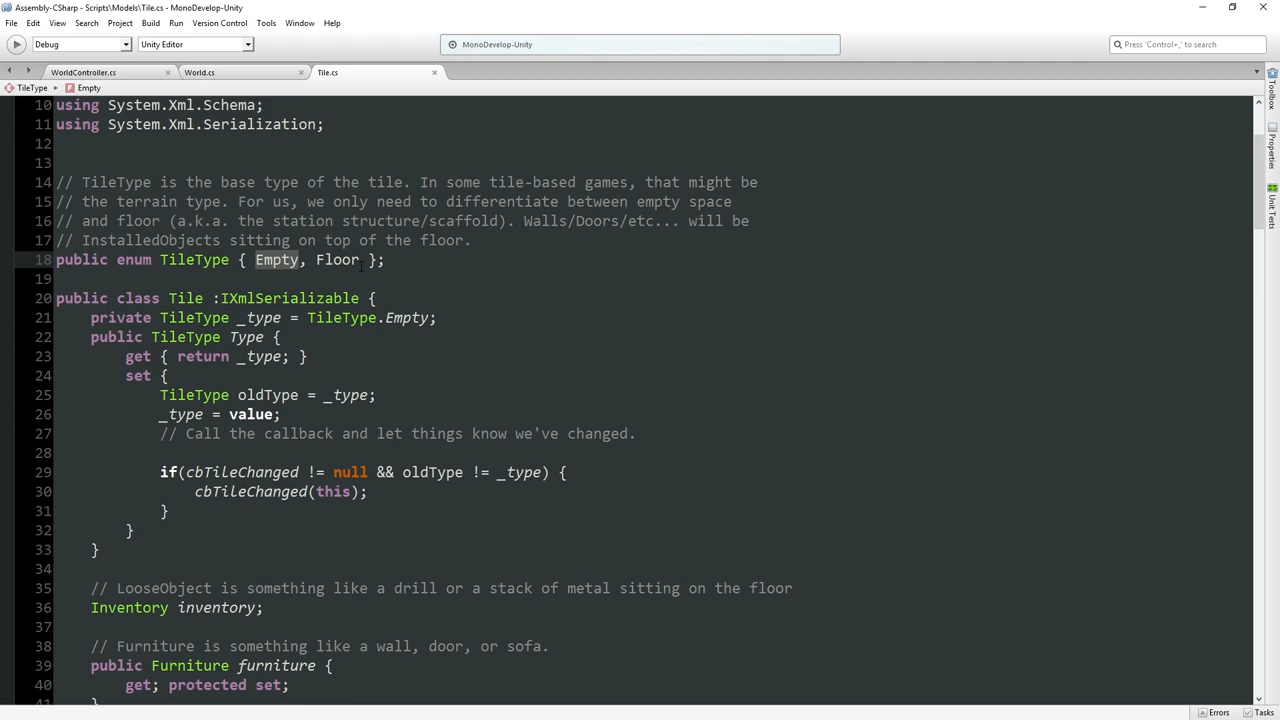 Assembly-CSharp - Scripts\Models\Tile.cs - MonoDevelop-Unity
File Edit View Search Project Build Run Version Control Tools Window Help
Debug Unity Editor MonoDevelop-Unity Press 'Control+,' to search
WorldController.cs World.cs Tile.cs
TileType Empty
10 using System.Xml.Schema;
11 using System.Xml.Serialization;
12
13
14 // TileType is the base type of the tile. In some tile-based games, that might be
15 // the terrain type. For us, we only need to differentiate between empty space
16 // and floor (a.k.a. the station structure/scaffold). Walls/Doors/etc... will be
17 // InstalledObjects sitting on top of the floor.
18 public enum TileType { Empty, Floor };
19
20 public class Tile :IXmlSerializable {
21 private TileType _type = TileType.Empty;
22 public TileType Type {
23 get { return _type; }
24 set {
25 TileType oldType = _type;
26 _type = value;
27 // Call the callback and let things know we've changed.
28
29 if(cbTileChanged != null && oldType != _type) {
30 cbTileChanged(this);
31 }
32 }
33 }
34
35 // LooseObject is something like a drill or a stack of metal sitting on the floor
36 Inventory inventory;
37
38 // Furniture is something like a wall, door, or sofa.
39 public Furniture furniture {
40 get; protected set;
41 }
Toolbox
Properties
Unit Tests
Errors Tasks